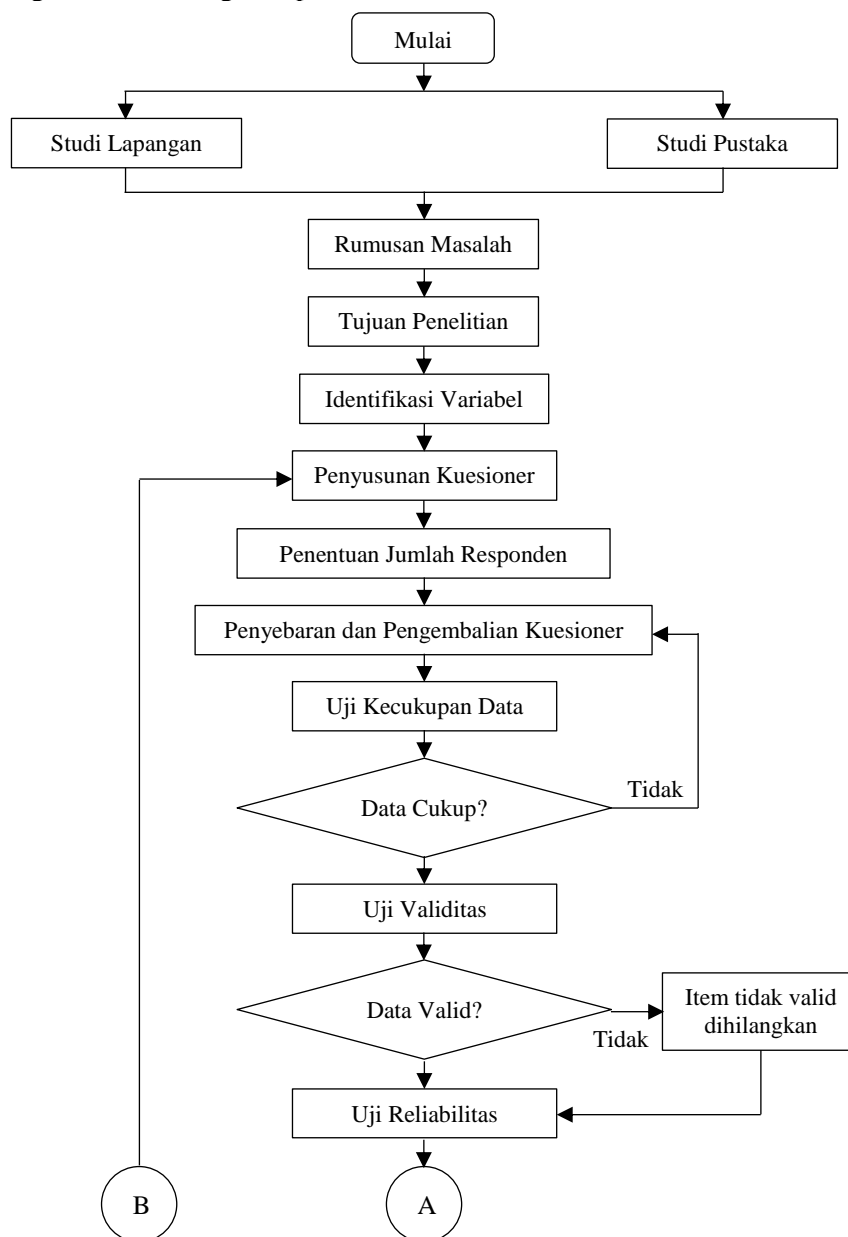 Mulai
Studi Lapangan
Studi Pustaka
Rumusan Masalah
Tujuan Penelitian
Identifikasi Variabel
Penyusunan Kuesioner
Penentuan Jumlah Responden
Penyebaran dan Pengembalian Kuesioner
Uji Kecukupan Data
Tidak
Data Cukup?
Uji Validitas
Data Valid?
Item tidak valid
dihilangkan
Tidak
Uji Reliabilitas
B
A